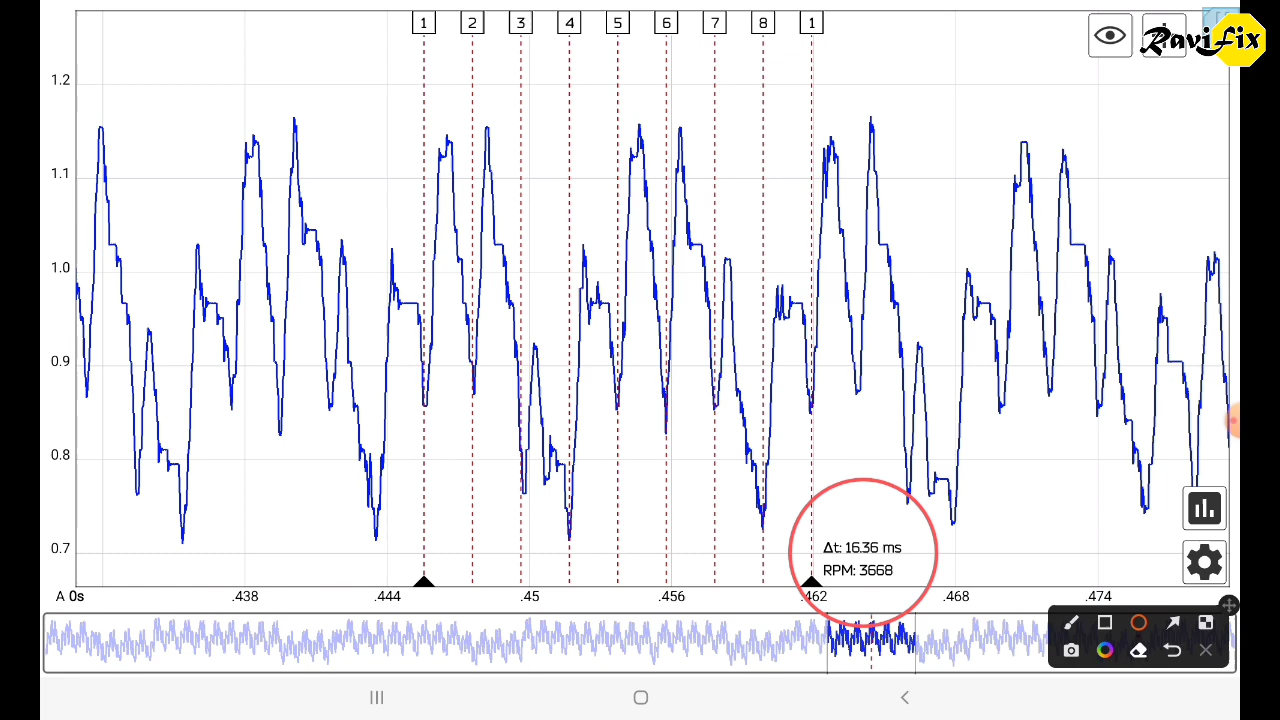 1 2 3 4 5 6 7 8 1
RaviFix
1.2
1.1
1.0
0.9
0.8
0.7
Δt: 16.36 ms
RPM: 3668
A 0s .438 .444 .45 .456 .462 .468 .474